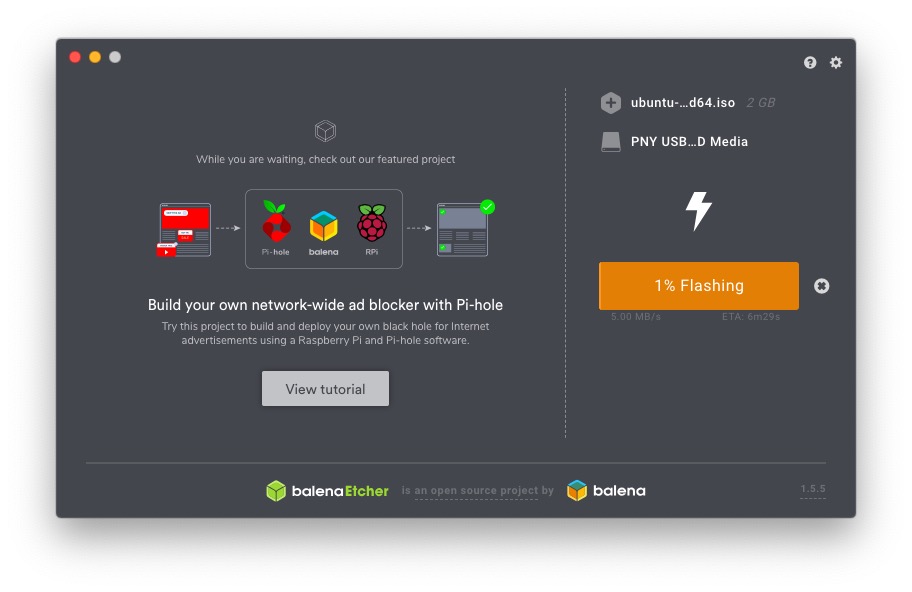 While you are waiting, check out our featured project
Pi-hole
balena
RPi
Build your own network-wide ad blocker with Pi-hole
Try this project to build and deploy your own black hole for Internet
advertisements using a Raspberry Pi and Pi-hole software.
View tutorial
ubuntu-...d64.iso 2 GB
PNY USB...D Media
1% Flashing
5.00 MB/s ETA: 6m29s
balenaEtcher is an open source project by balena
1.5.5